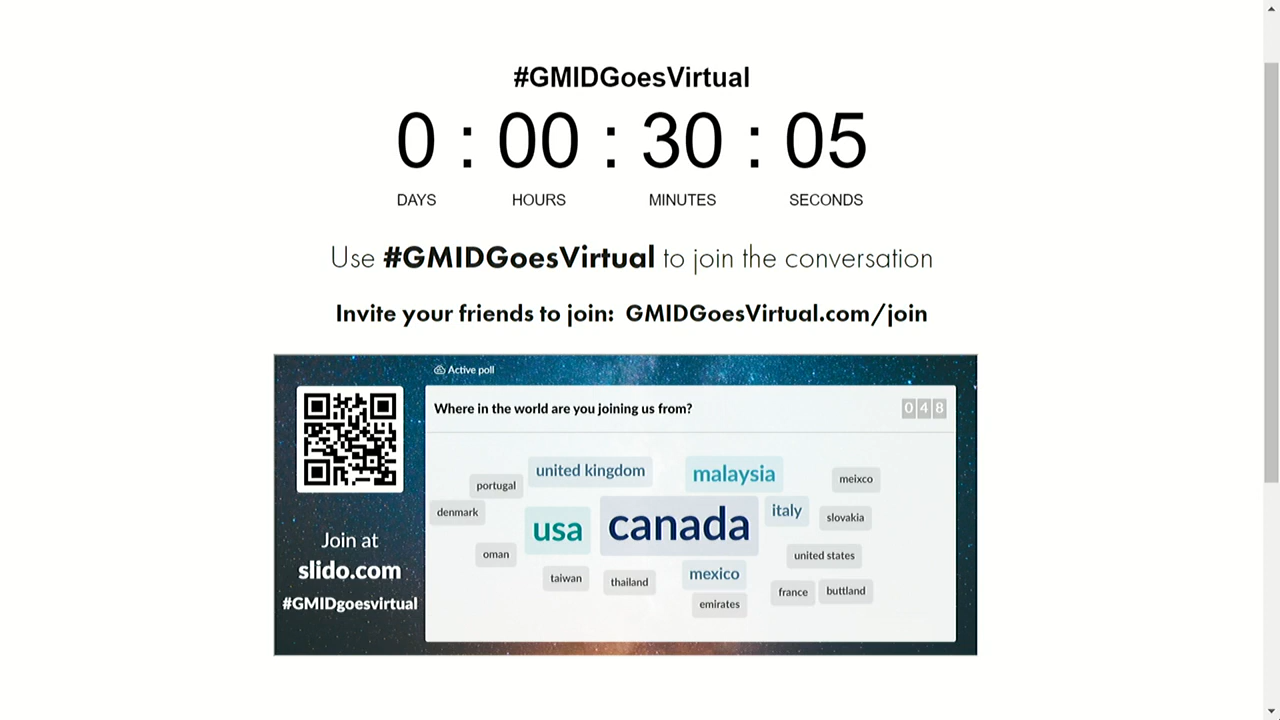 #GMIDGoesVirtual
0 : 00 : 30 : 05
DAYS HOURS MINUTES SECONDS
Use #GMIDGoesVirtual to join the conversation
Invite your friends to join: GMIDGoesVirtual.com/join
Active poll
Where in the world are you joining us from?
048
united kingdom
malaysia
portugal
meixco
denmark
usa
canada
italy
slovakia
oman
united states
taiwan
thailand
mexico
france
buttland
emirates
Join at
slido.com
#GMIDgoesvirtual